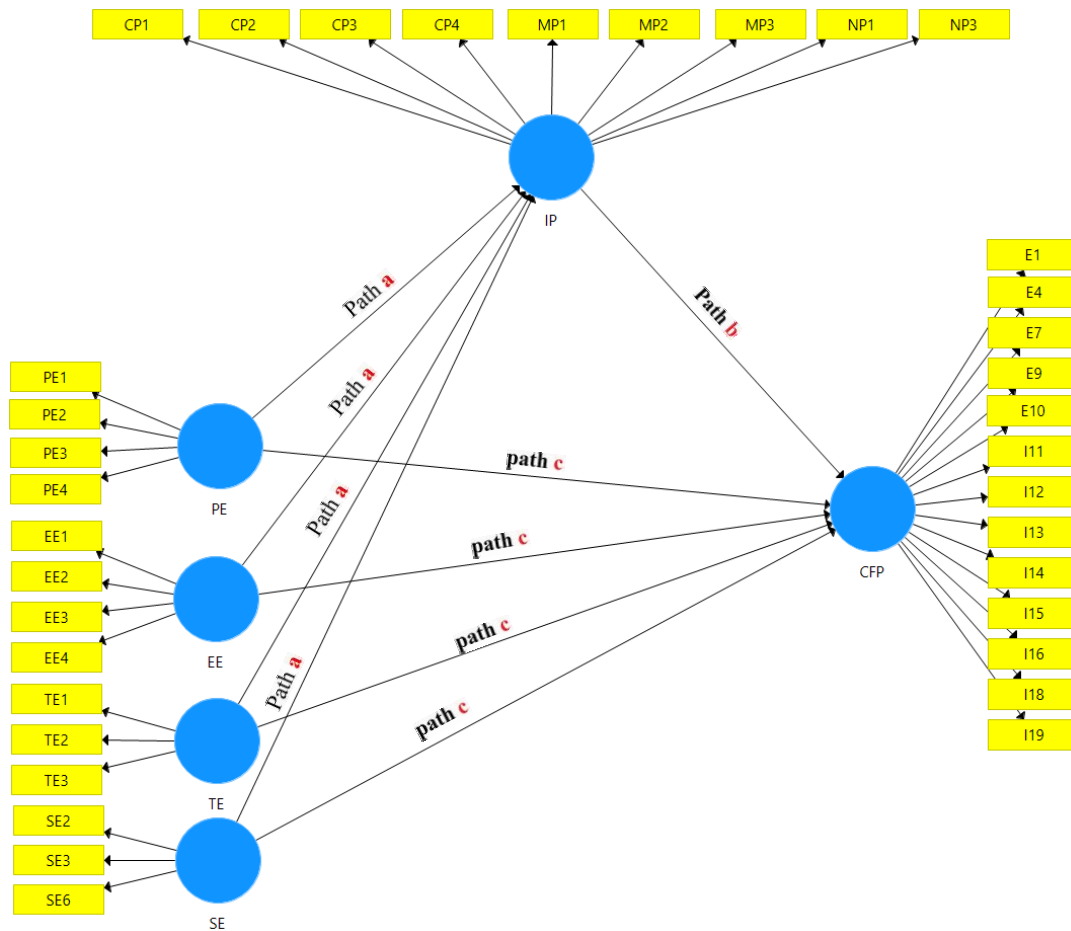 CP1
CP2
CP3
CP4
MP1
MP2
MP3
NP1
NP3
IP
E1
E4
E7
E9
E10
I11
I12
I13
I14
I15
I16
I18
I19
CFP
Path a
Path b
Path a
Path a
Path a
path c
path c
path c
path c
PE1
PE2
PE3
PE4
PE
EE1
EE2
EE3
EE4
EE
TE1
TE2
TE3
TE
SE2
SE3
SE6
SE